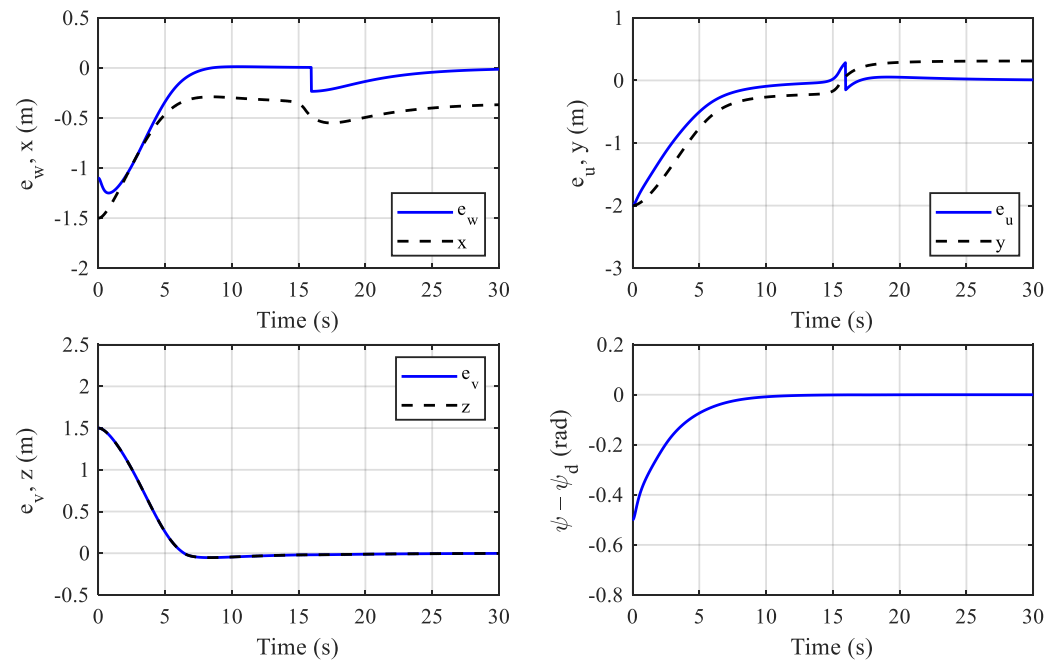 0.5
0
-0.5
-1
-1.5
-2
e_w, x (m)
e_w
x
0 5 10 15 20 25 30
Time (s)
1
0
-1
-2
-3
e_u, y (m)
e_u
y
0 5 10 15 20 25 30
Time (s)
2.5
2
1.5
1
0.5
0
-0.5
e_v, z (m)
e_v
z
0 5 10 15 20 25 30
Time (s)
0.2
0
-0.2
-0.4
-0.6
-0.8
ψ − ψ_d (rad)
0 5 10 15 20 25 30
Time (s)